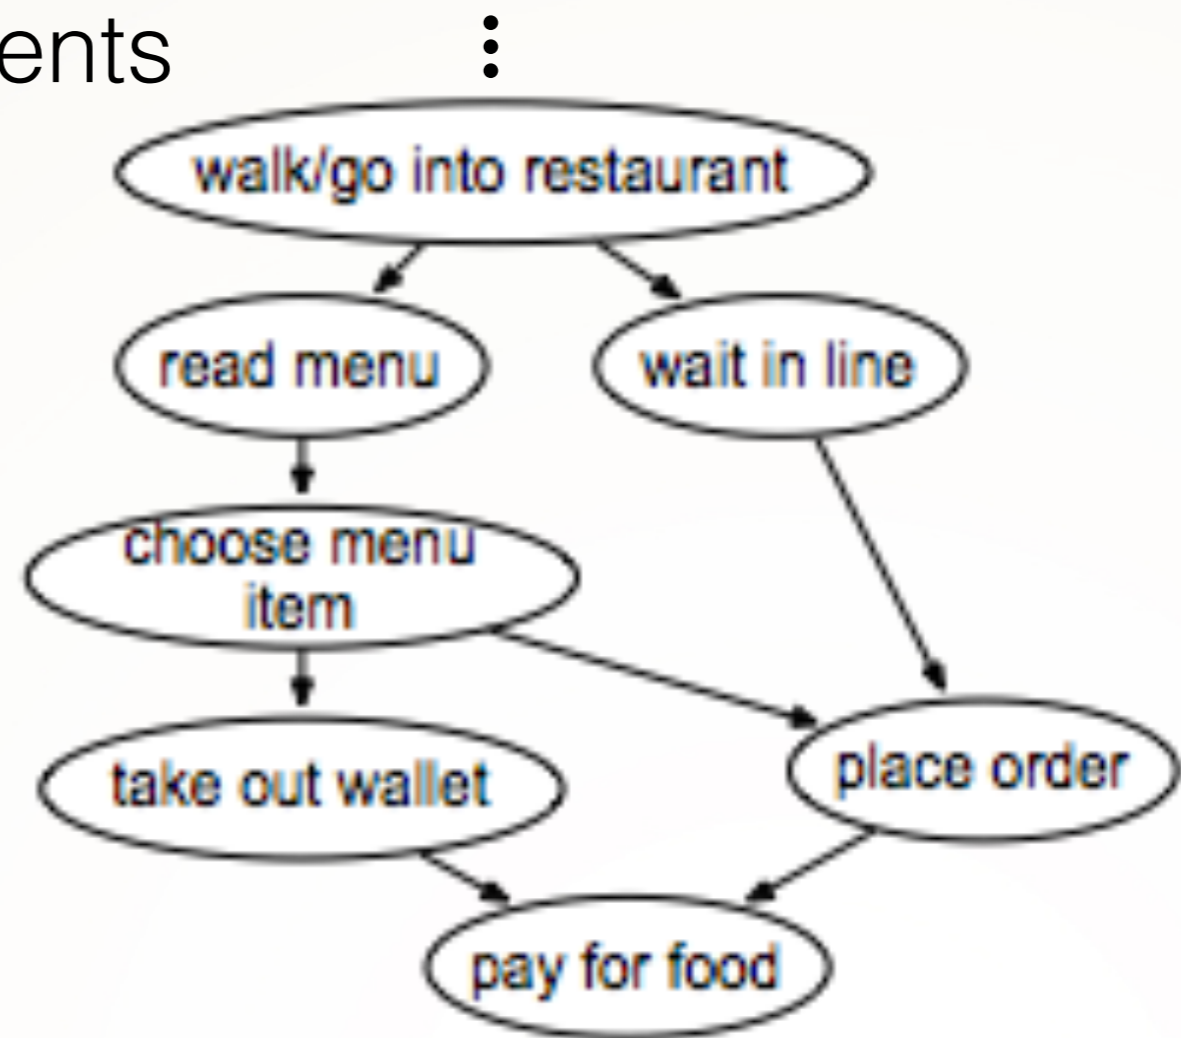 ents
walk/go into restaurant
read menu
wait in line
choose menu
item
take out wallet
place order
pay for food